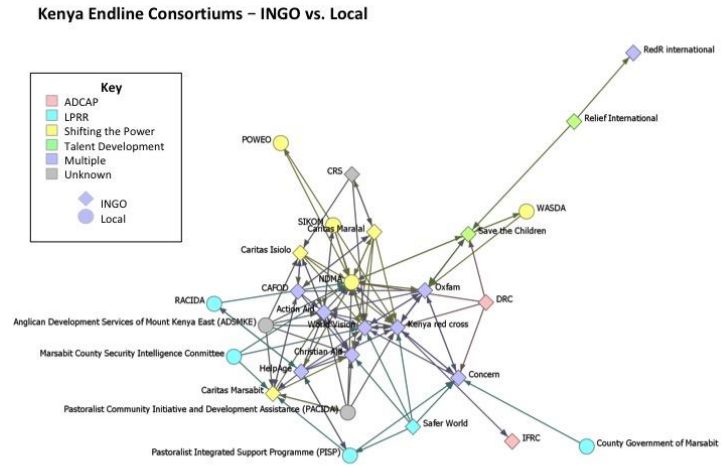 Kenya Endline Consortiums – INGO vs. Local
RedR international
Key
ADCAP
LPRR
Shifting the Power
Talent Development
Multiple
Unknown
INGO
Local
Relief International
POWEO
CRS
WASDA
SIKOM
Caritas Maralal
Save the Children
Caritas Isiolo
NDMA
CAFOD
Oxfam
RACIDA
DRC
Action Aid
Anglican Development Services of Mount Kenya East (ADSMKE)
World Vision
Kenya red cross
Marsabit County Security Intelligence Committee
Christian Aid
HelpAge
Concern
Caritas Marsabit
Pastoralist Community Initiative and Development Assistance (PACIDA)
Safer World
IFRC
County Government of Marsabit
Pastoralist Integrated Support Programme (PISP)